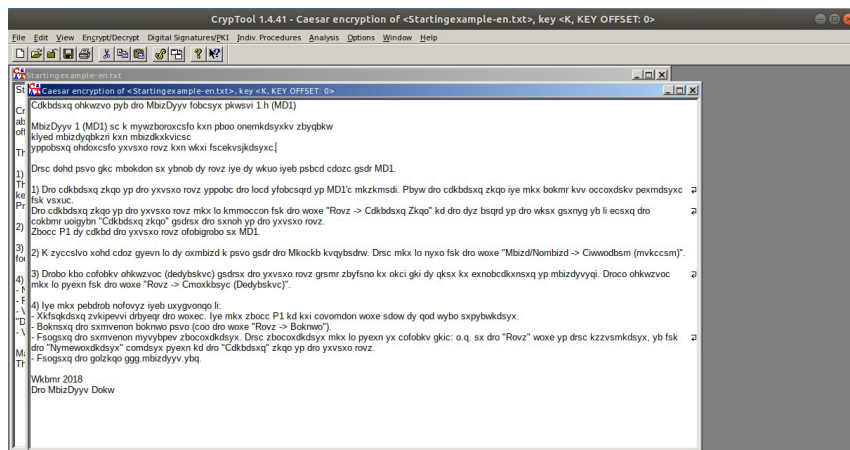 CrypTool 1.4.41 - Caesar encryption of <Startingexample-en.txt>, key <K, KEY OFFSET: 0>
File Edit View Encrypt/Decrypt Digital Signatures/PKI Indiv. Procedures Analysis Options Window Help
Startingexample-en.txt
Caesar encryption of <Startingexample-en.txt>, key <K, KEY OFFSET: 0>
Cdkbdsxq ohkwzvo pyb dro MbizDyyv fobcsyx pkwsvi 1.h (MD1)
MbizDyyv 1 (MD1) sc k mywzboroxcsfo kxn pboo onemkdsyxkv zbyqbkw
klyed mbizdyqbkzri kxn mbizdkxkvicsc
yppobsxq ohdoxcsfo yxvsxo rovz kxn wkxi fscekvsjkdsyxc.
Drsc dohd psvo gkc mbokdon sx ybnob dy rovz iye dy wkuo ieyb psbcd cdozc gsdr MD1.
1) Dro cdkbdsxq zkqo yp dro yxvsxo rovz yppobc dro locd yfobcsqrd yp MD1'c mkzkmsdi. Pbyw dro cdkbdsxq zkqo iye mkx bokmr kvv occoxdskv pexmdsyxc
fsk vsxuc.
Dro cdkbdsxq zkqo yp dro yxvsxo rovz mkx lo kmmoccon fsk dro woxe "Rovz -> Cdkbdsxq Zkqo" kd dro dyz bsqrd yp dro wksx gsxnyg yb li ecsxq dro
cokbmr uoigybn "Cdkbdsxq zkqo" gsdrsx dro sxnoh yp dro yxvsxo rovz.
Zbocc P1 dy cdkbd dro yxvsxo rovz ofobigrobo sx MD1.
2) K zyccslvo xohd cdoz gyevn lo dy oxmbizd k psvo gsdr dro Mkockb kvqybsdrw. Drsc mkx lo nyxo fsk dro woxe "Mbizd/Nombizd -> Ciwwodbsm (mvkccsm)".
3) Drobo kbo cofobkv ohkwzvoc (dedybskvc) gsdrsx dro yxvsxo rovz grsmr zbyfsno kx okci gki dy qksx kx exnobcdkxnsxq yp mbizdyvyqi. Droco ohkwzvoc
mkx lo pyexn fsk dro woxe "Rovz -> Cmoxkbsyc (Dedybskvc)".
4) Iye mkx pebdrob nofovyz iyeb uxygvonqo li:
- Xkfsqkdsxq zvkipevvi drbyeqr dro woxec. Iye mkx zbocc P1 kd kxi covomdon woxe sdow dy qod wybo sxpybwkdsyx.
- Boknsxq dro sxmvenon boknwo psvo (coo dro woxe "Rovz -> Boknwo").
- Fsogsxq dro sxmvenon myvybpev zbocoxdkdsyx. Drsc zbocoxdkdsyx mkx lo pyexn yx cofobkv gkic: o.q. sx dro "Rovz" woxe yp drsc kzzvsmkdsyx, yb fsk
dro "Nymewoxdkdsyx" comdsyx pyexn kd dro "Cdkbdsxq" zkqo yp dro yxvsxo rovz.
- Fsogsxq dro golzkqo ggg.mbizdyyv.ybq.
Wkbmr 2018
Dro MbizDyyv Dokw